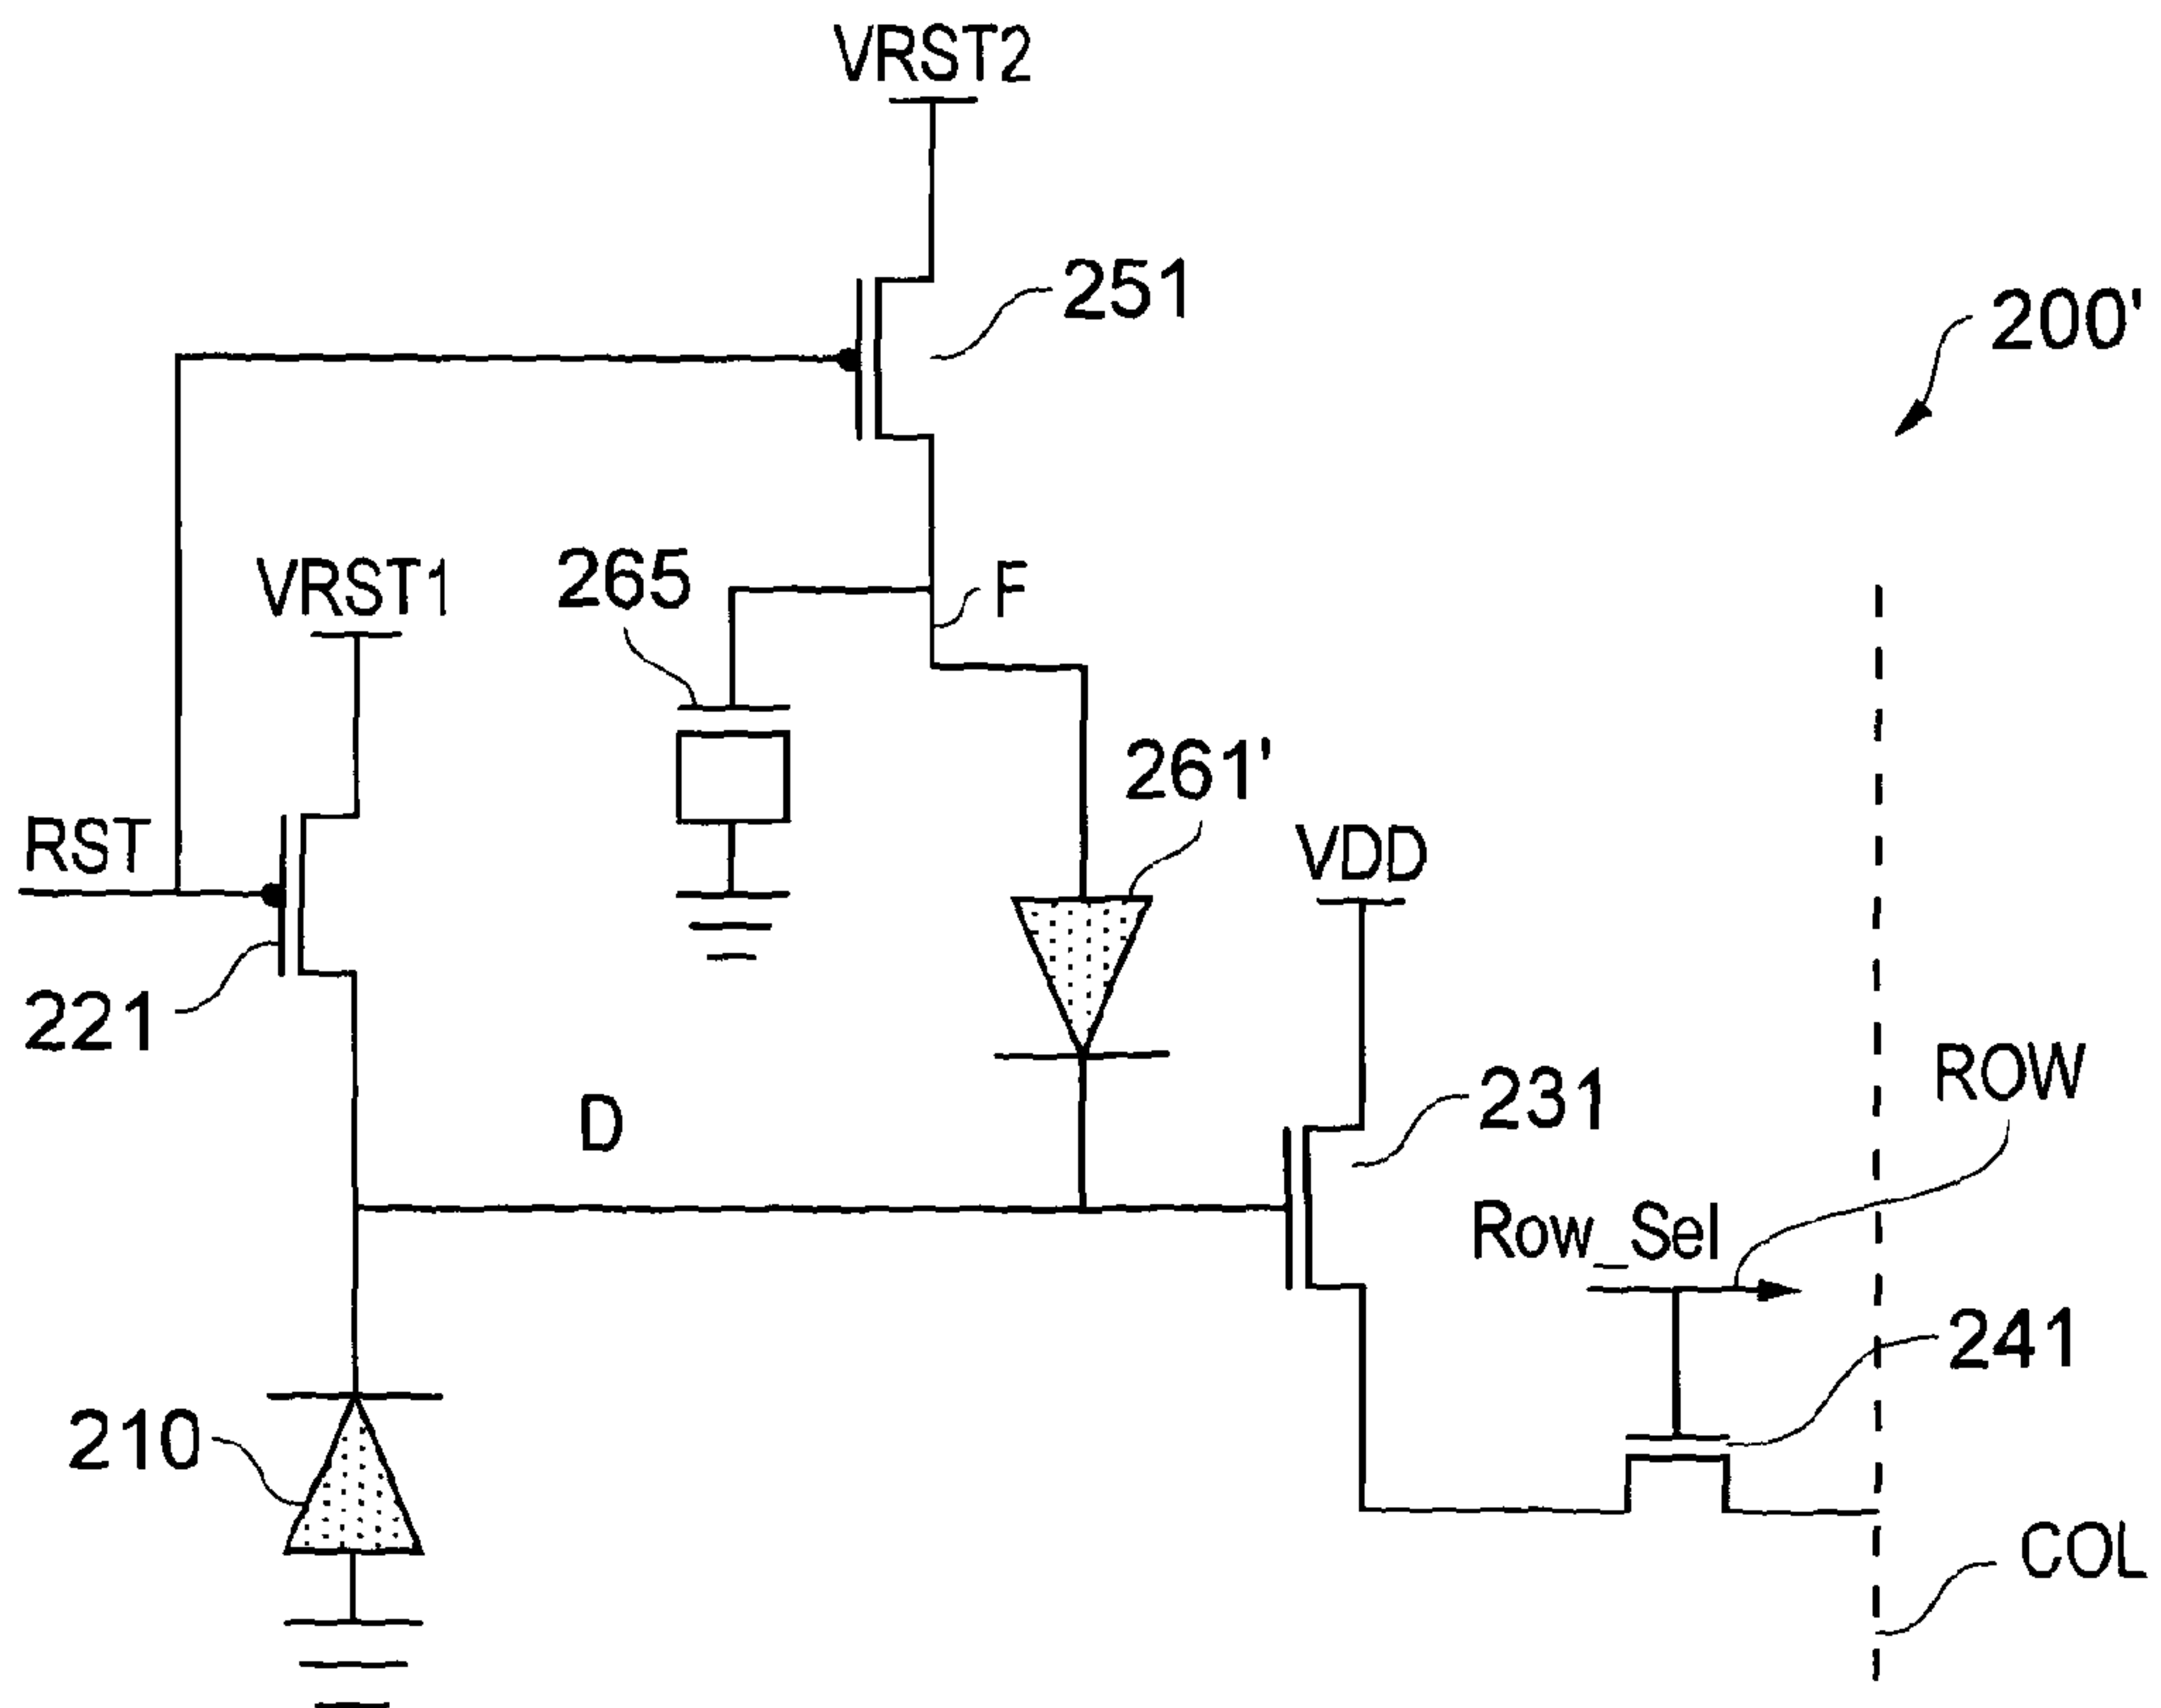 VRST2
251
200'
VRST1
265
F
261'
RST
VDD
221
D
231
ROW
Row_Sel
241
210
COL